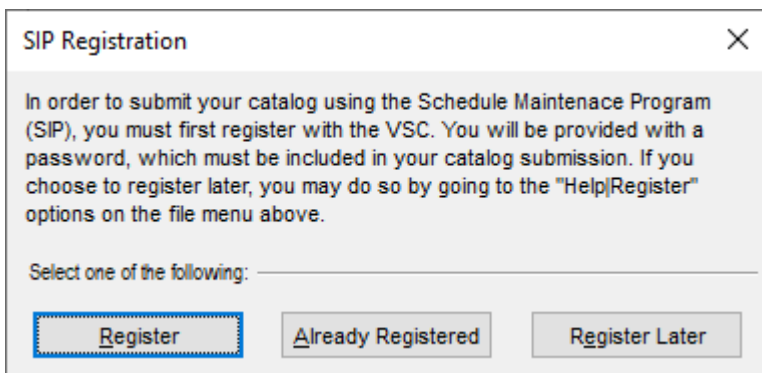 SIP Registration
In order to submit your catalog using the Schedule Maintenace Program
(SIP), you must first register with the VSC. You will be provided with a
password, which must be included in your catalog submission. If you
choose to register later, you may do so by going to the "Help|Register"
options on the file menu above.
Select one of the following:
Register Already Registered Register Later